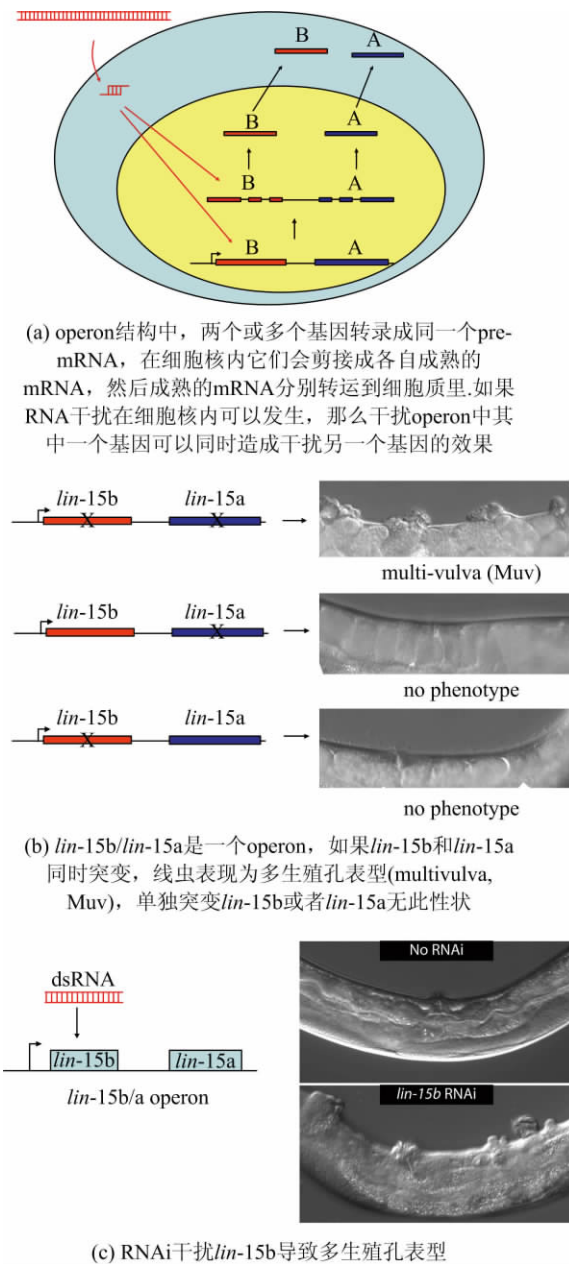 B
A
B
A
B
A
B
A
(a) operon结构中，两个或多个基因转录成同一个pre-
mRNA，在细胞核内它们会剪接成各自成熟的
mRNA，然后成熟的mRNA分别转运到细胞质里.如果
RNA干扰在细胞核内可以发生，那么干扰operon中其
中一个基因可以同时造成干扰另一个基因的效果
lin-15b lin-15a
X X
multi-vulva (Muv)
lin-15b lin-15a
X
no phenotype
lin-15b lin-15a
X
no phenotype
(b) lin-15b/lin-15a是一个operon，如果lin-15b和lin-15a
同时突变，线虫表现为多生殖孔表型(multivulva,
Muv)，单独突变lin-15b或者lin-15a无此性状
No RNAi
dsRNA
lin-15b lin-15a
lin-15b/a operon
lin-15b RNAi
(c) RNAi干扰lin-15b导致多生殖孔表型